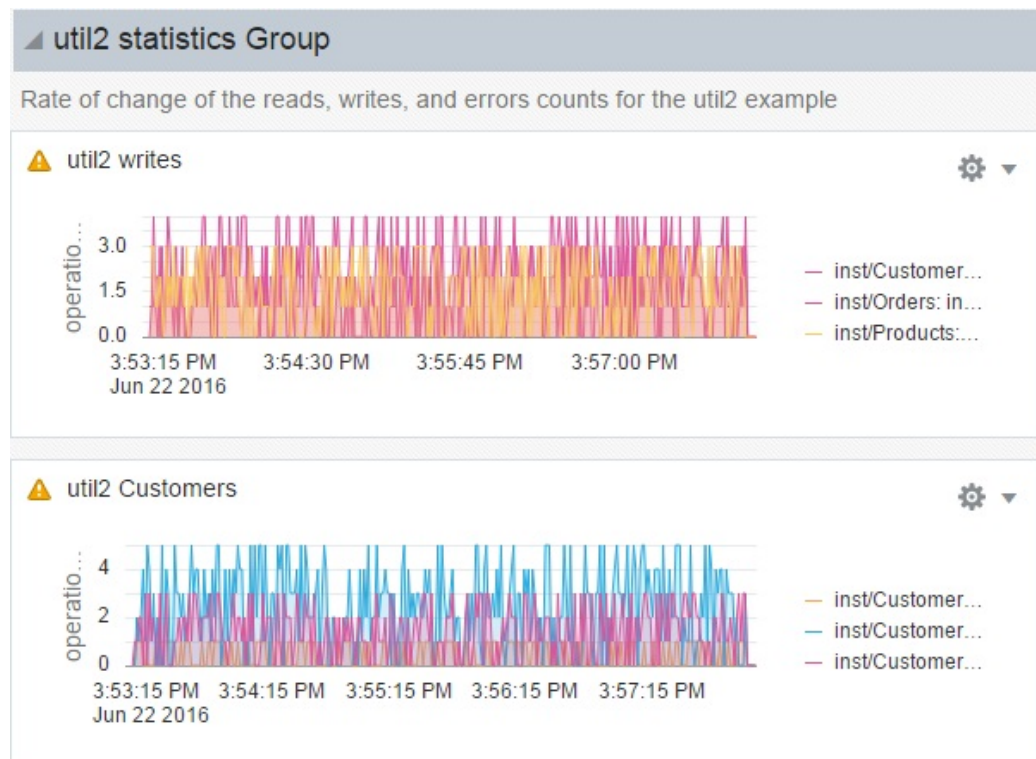 util2 statistics Group
Rate of change of the reads, writes, and errors counts for the util2 example
util2 writes
operatio...
3.0
1.5
0.0
3:53:15 PM 3:54:30 PM 3:55:45 PM 3:57:00 PM
Jun 22 2016
inst/Customer...
inst/Orders: in...
inst/Products:...
util2 Customers
operatio...
4
2
0
3:53:15 PM 3:54:15 PM 3:55:15 PM 3:56:15 PM 3:57:15 PM
Jun 22 2016
inst/Customer...
inst/Customer...
inst/Customer...